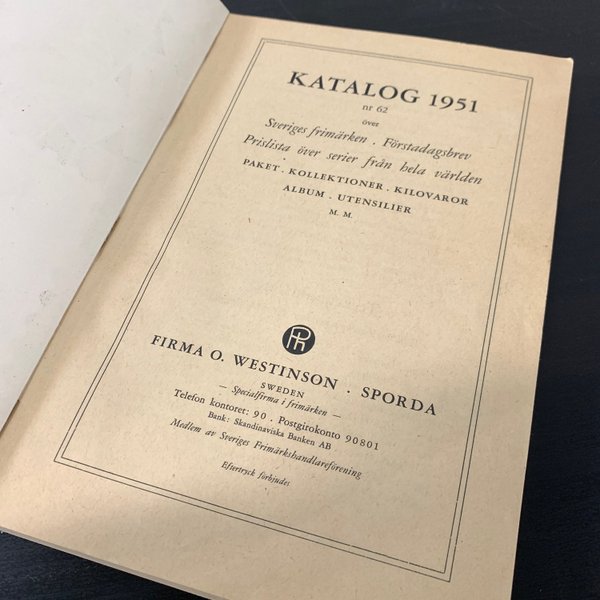 KATALOG 1951
nr 62
över
Sveriges frimärken . Förstadagsbrev
Prislista över serier från hela världen
PAKET . KOLLEKTIONER . KILOVAROR
ALBUM . UTENSILIER
M. M.
FIRMA O. WESTINSON . SPORDA
SWEDEN
— Specialfirma i frimärken —
Telefon kontoret: 90 . Postgirokonto 90801
Bank: Skandinaviska Banken AB
Medlem av Sveriges Frimärkshandlareförening
Eftertryck förbjudes